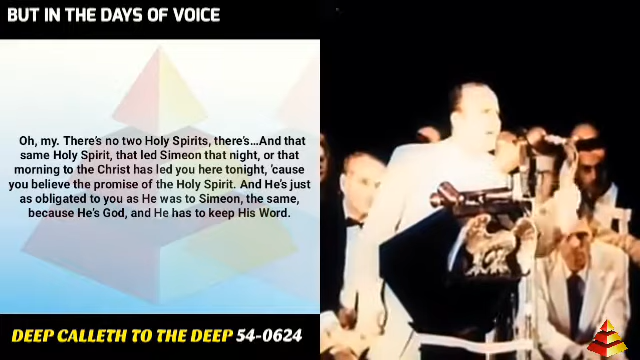 BUT IN THE DAYS OF VOICE
Oh, my. There's no two Holy Spirits, there's...And that
same Holy Spirit, that led Simeon that night, or that
morning to the Christ has led you here tonight, 'cause
you believe the promise of the Holy Spirit. And He's just
as obligated to you as He was to Simeon, the same,
because He's God, and He has to keep His Word.
DEEP CALLETH TO THE DEEP 54-0624